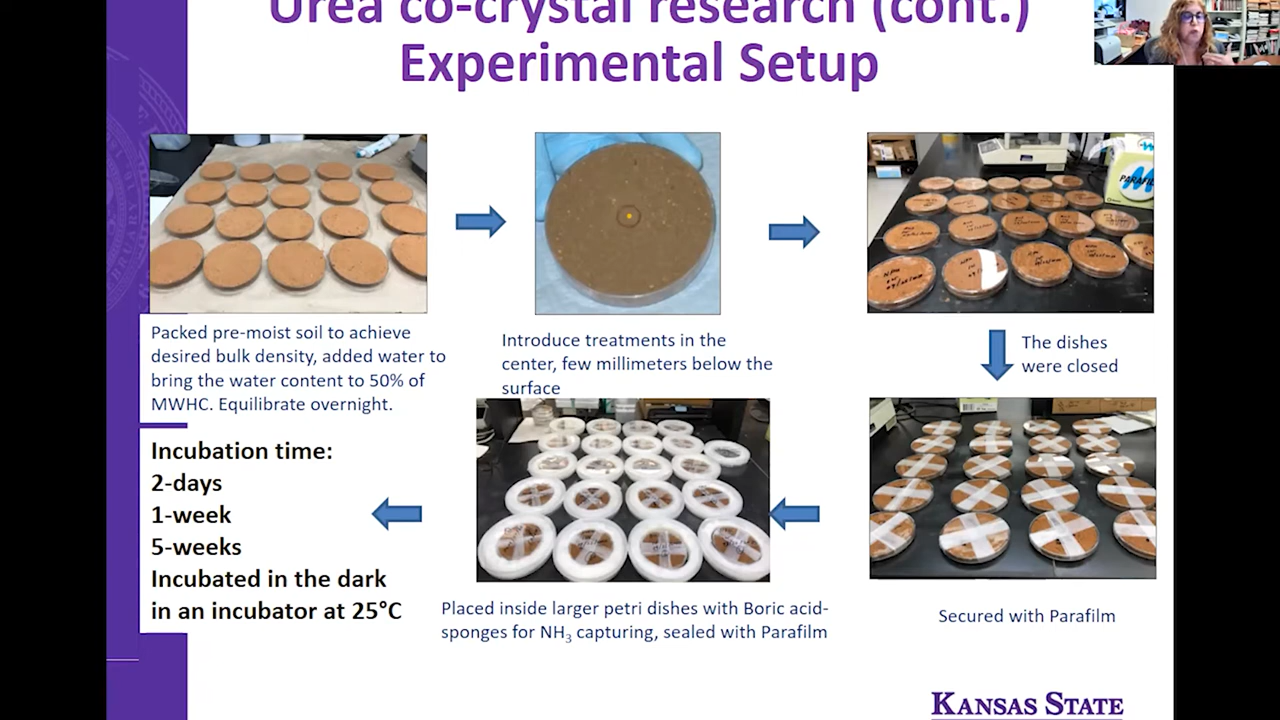 Urea co-crystal research (cont.)
Experimental Setup
PARAFIL
Packed pre-moist soil to achieve
desired bulk density, added water to
bring the water content to 50% of
MWHC. Equilibrate overnight.
Introduce treatments in the
center, few millimeters below the
surface
The dishes
were closed
Secured with Parafilm
Placed inside larger petri dishes with Boric acid-
sponges for NH3 capturing, sealed with Parafilm
Incubation time:
2-days
1-week
5-weeks
Incubated in the dark
in an incubator at 25°C
KANSAS STATE